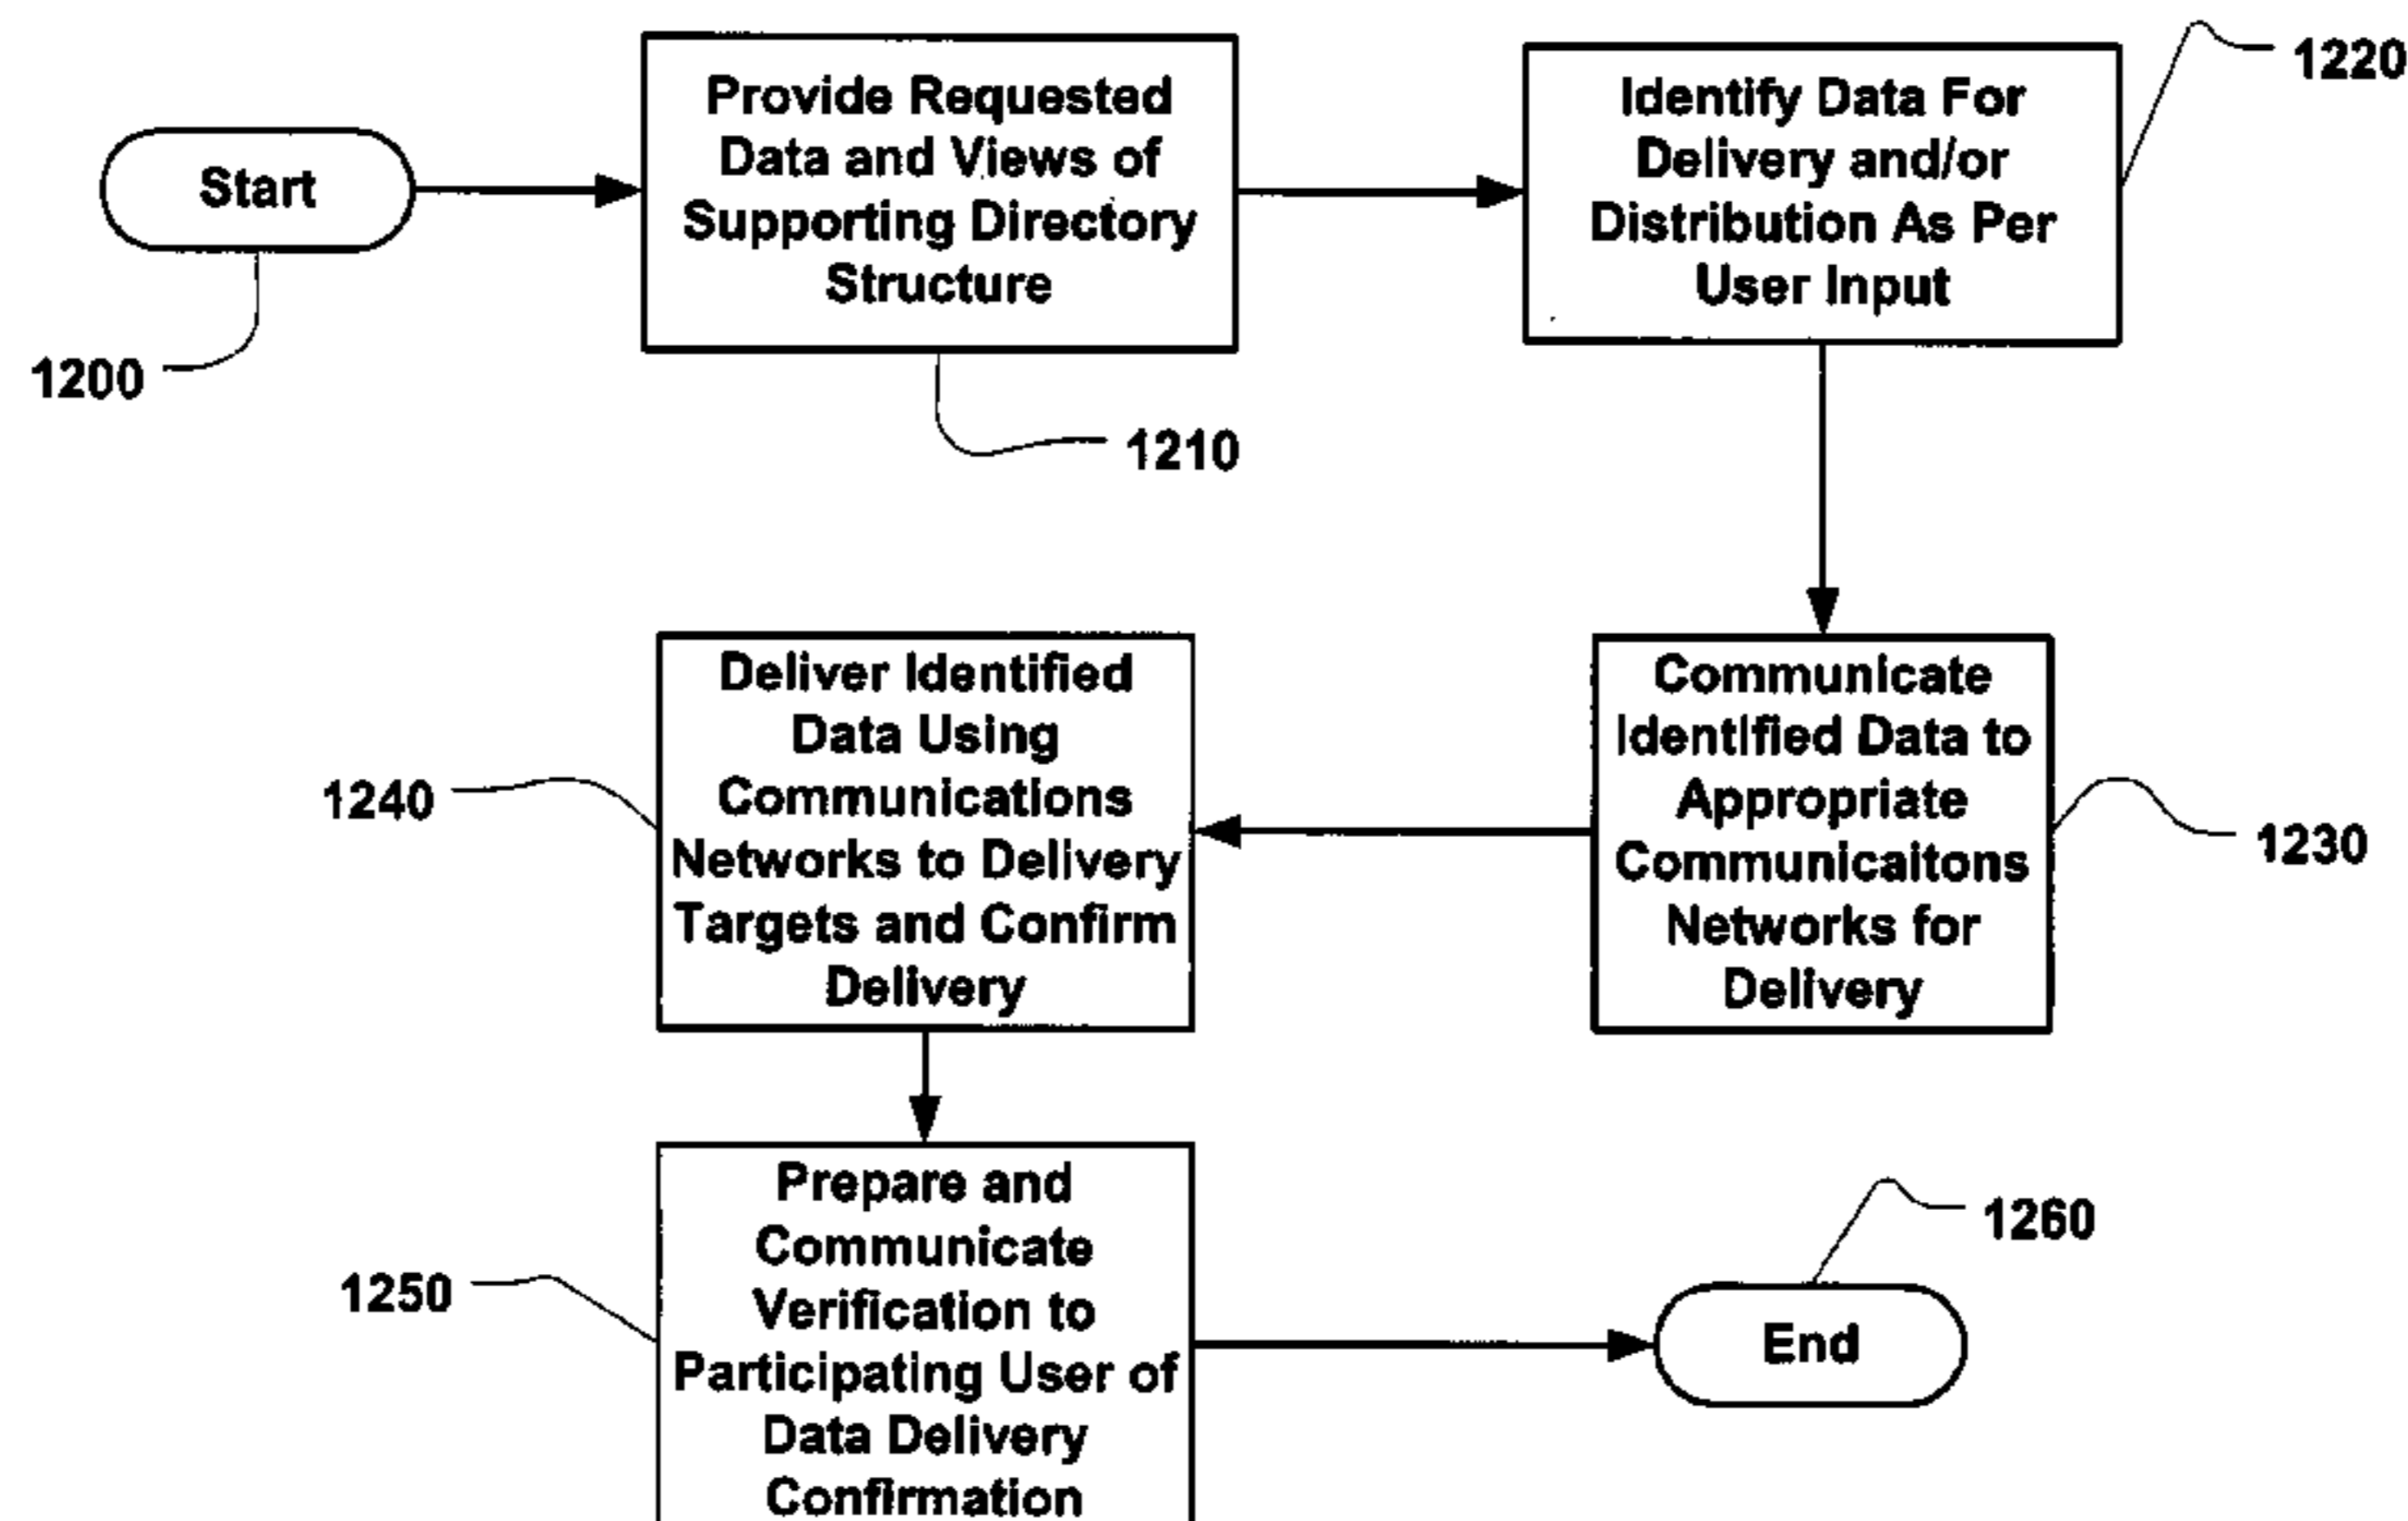 Start
1200
Provide Requested
Data and Views of
Supporting Directory
Structure
1210
Identify Data For
Delivery and/or
Distribution As Per
User Input
1220
Communicate
Identified Data to
Appropriate
Communicaitons
Networks for
Delivery
1230
Deliver Identified
Data Using
Communications
Networks to Delivery
Targets and Confirm
Delivery
1240
Prepare and
Communicate
Verification to
Participating User of
Data Delivery
Confirmation
1250
End
1260